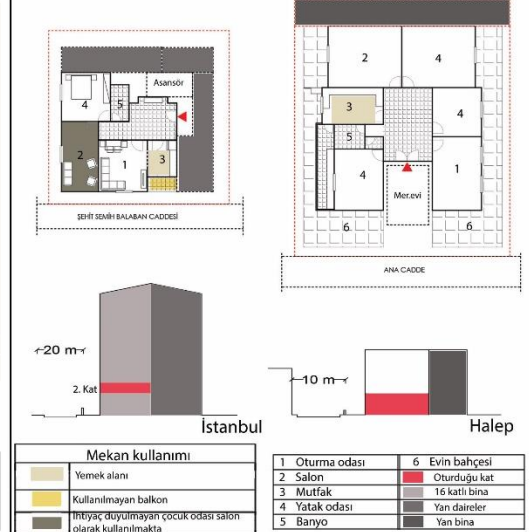 Asansör
4
5
2
1
3
ŞEHİT SEMİH BALABAN CADDESİ
2
4
3
4
5
4
1
Mer.evi
6
6
ANA CADDE
20 m
2. Kat
İstanbul
10 m
Halep
Mekan kullanımı
Yemek alanı
Kullanılmayan balkon
İhtiyaç duyulmayan çocuk odası salon
olarak kullanılmakta
1 Oturma odası
2 Salon
3 Mutfak
4 Yatak odası
5 Banyo
6 Evin bahçesi
Oturduğu kat
16 katlı bina
Yan daireler
Yan bina